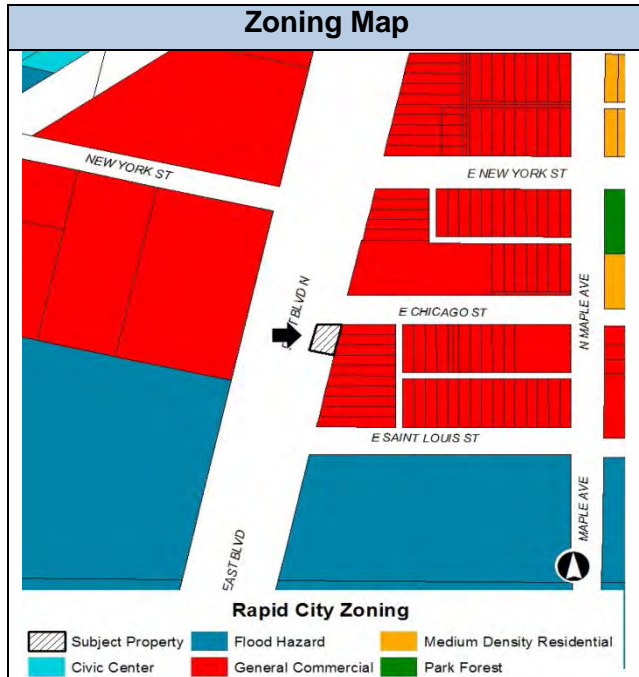 Zoning Map
NEW YORK ST
E NEW YORK ST
N MAPLE AVE
BLVD N
E CHICAGO ST
E SAINT LOUIS ST
MAPLE AVE
EAST BLVD
Rapid City Zoning
Subject Property
Flood Hazard
Medium Density Residential
Civic Center
General Commercial
Park Forest